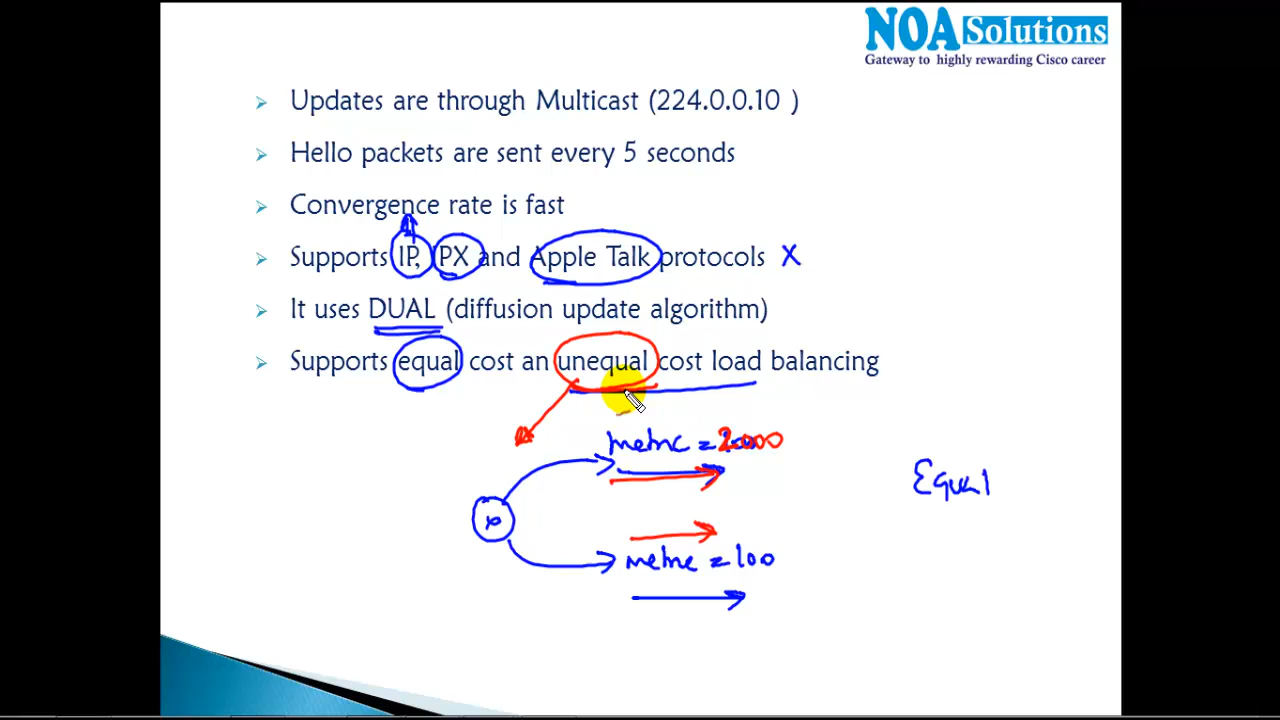 NOA Solutions
Gateway to highly rewarding Cisco career
Updates are through Multicast (224.0.0.10 )
Hello packets are sent every 5 seconds
Convergence rate is fast
Supports IP, IPX and Apple Talk protocols X
It uses DUAL (diffusion update algorithm)
Supports equal cost an unequal cost load balancing
metric = 2000
Equal
metric = 100